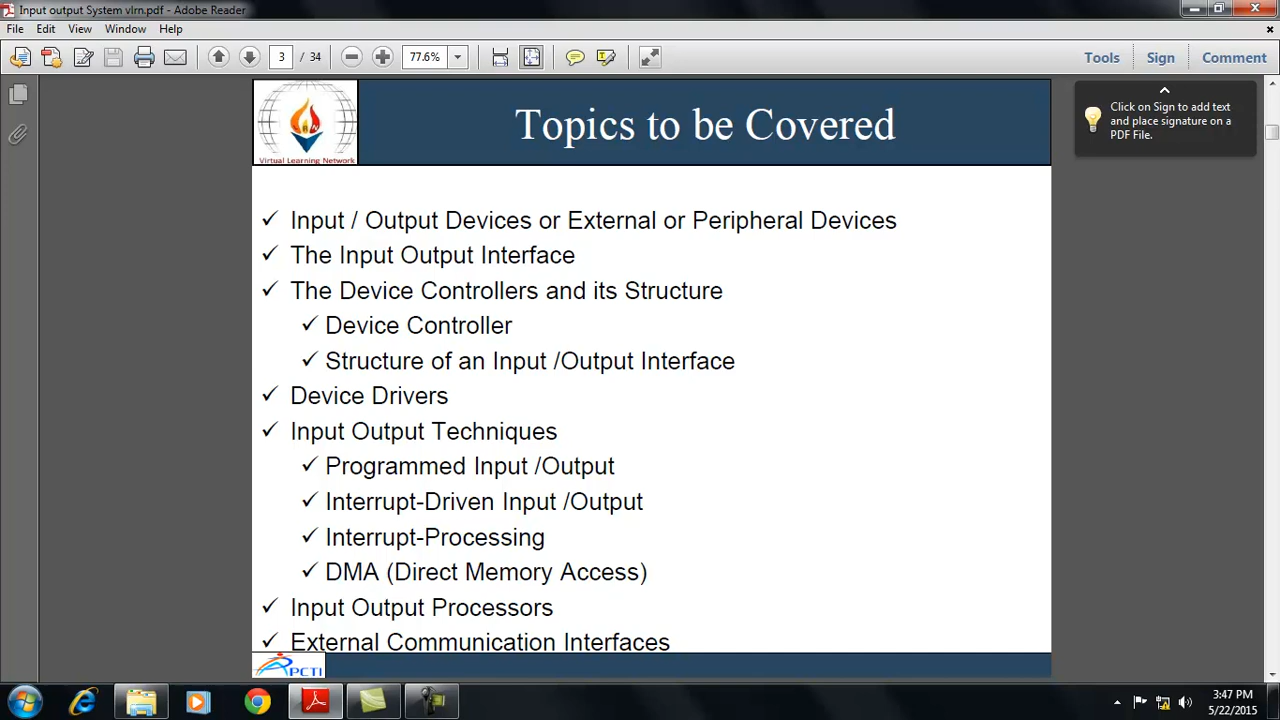 Input output System vlrn.pdf - Adobe Reader
File Edit View Window Help
3 / 34 77.6% Tools Sign Comment
Click on Sign to add text
and place signature on a
PDF File.
Virtual Learning Network
Topics to be Covered
✓ Input / Output Devices or External or Peripheral Devices
✓ The Input Output Interface
✓ The Device Controllers and its Structure
✓ Device Controller
✓ Structure of an Input /Output Interface
✓ Device Drivers
✓ Input Output Techniques
✓ Programmed Input /Output
✓ Interrupt-Driven Input /Output
✓ Interrupt-Processing
✓ DMA (Direct Memory Access)
✓ Input Output Processors
✓ External Communication Interfaces
PCTI
3:47 PM
5/22/2015